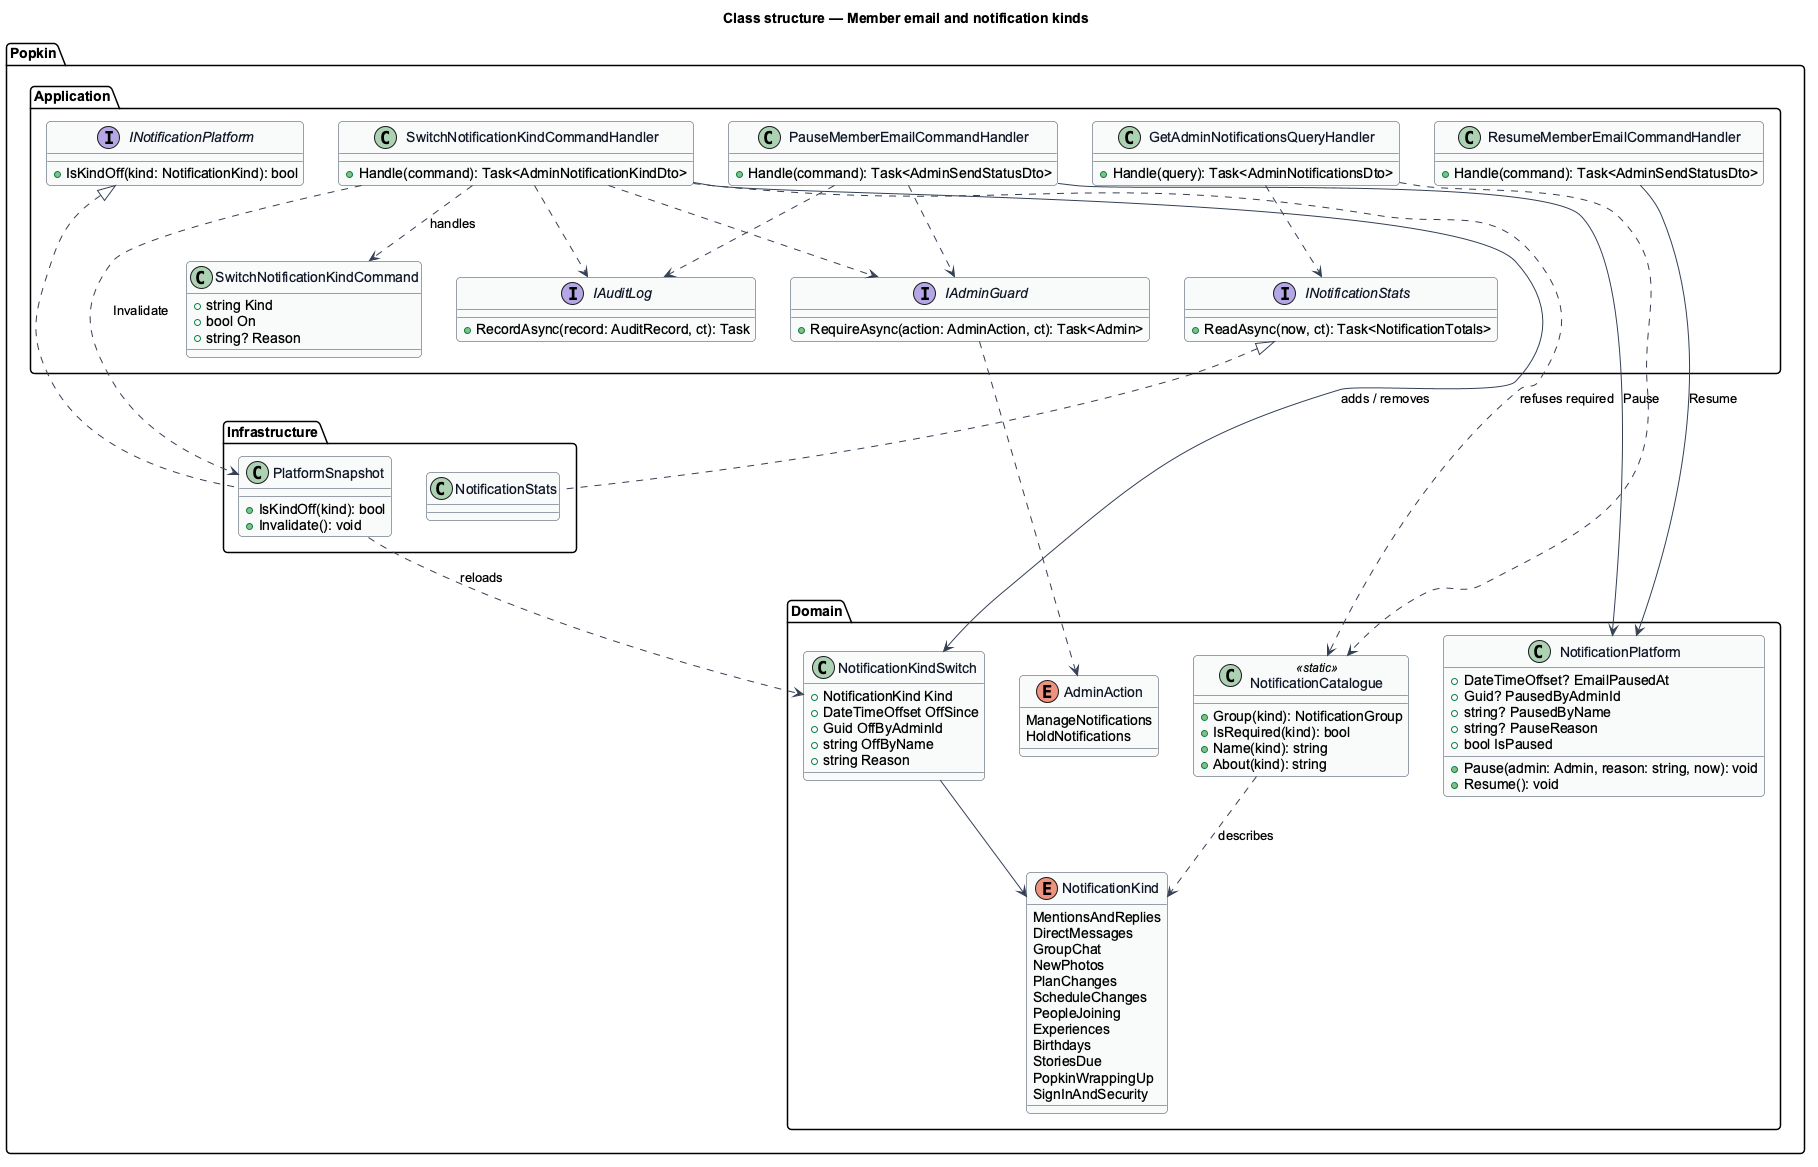 Class structure — Member email and notification kinds
Popkin
Application
I INotificationPlatform
IsKindOff(kind: NotificationKind): bool
C SwitchNotificationKindCommandHandler
Handle(command): Task<AdminNotificationKindDto>
C PauseMemberEmailCommandHandler
Handle(command): Task<AdminSendStatusDto>
C GetAdminNotificationsQueryHandler
Handle(query): Task<AdminNotificationsDto>
C ResumeMemberEmailCommandHandler
Handle(command): Task<AdminSendStatusDto>
handles
Invalidate
C SwitchNotificationKindCommand
string Kind
bool On
string? Reason
I IAuditLog
RecordAsync(record: AuditRecord, ct): Task
I IAdminGuard
RequireAsync(action: AdminAction, ct): Task<Admin>
I INotificationStats
ReadAsync(now, ct): Task<NotificationTotals>
adds / removes
refuses required
Pause
Resume
Infrastructure
C PlatformSnapshot
IsKindOff(kind): bool
Invalidate(): void
C NotificationStats
reloads
Domain
C NotificationKindSwitch
NotificationKind Kind
DateTimeOffset OffSince
Guid OffByAdminId
string OffByName
string Reason
E AdminAction
ManageNotifications
HoldNotifications
C «static»
NotificationCatalogue
Group(kind): NotificationGroup
IsRequired(kind): bool
Name(kind): string
About(kind): string
C NotificationPlatform
DateTimeOffset? EmailPausedAt
Guid? PausedByAdminId
string? PausedByName
string? PauseReason
bool IsPaused
Pause(admin: Admin, reason: string, now): void
Resume(): void
describes
E NotificationKind
MentionsAndReplies
DirectMessages
GroupChat
NewPhotos
PlanChanges
ScheduleChanges
PeopleJoining
Experiences
Birthdays
StoriesDue
PopkinWrappingUp
SignInAndSecurity